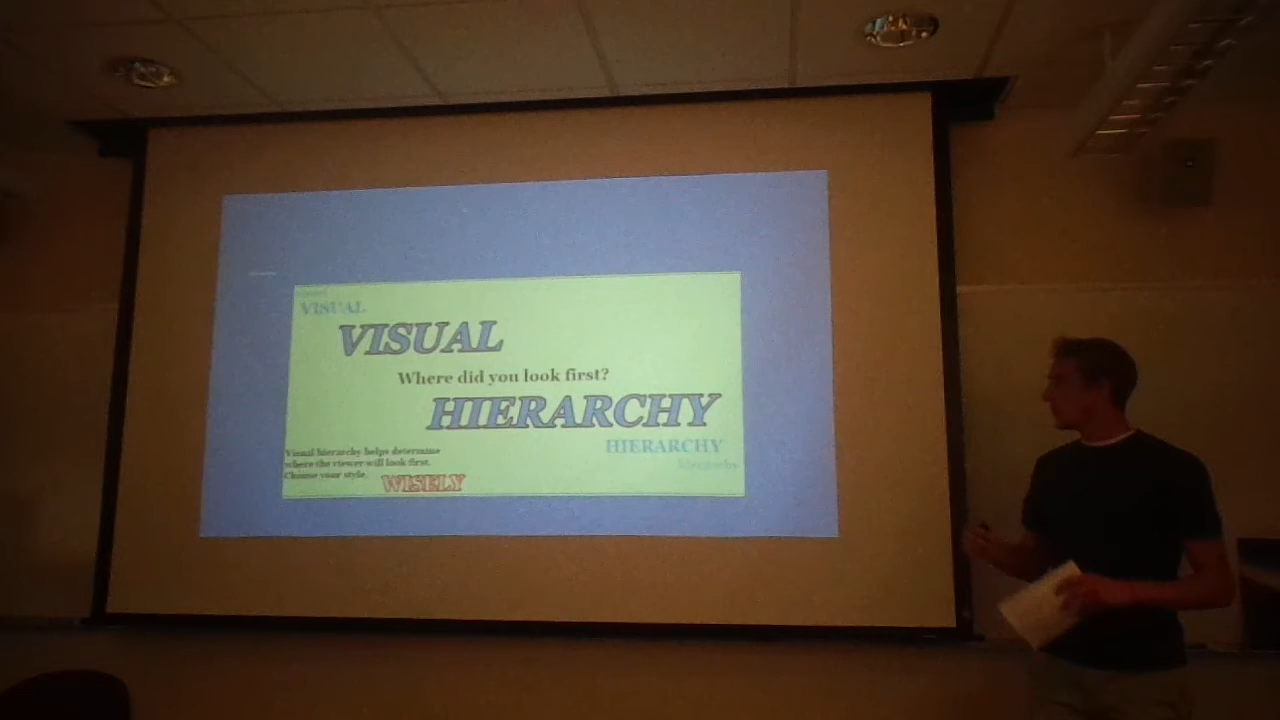 VISUAL
VISUAL
Where did you look first?
HIERARCHY
HIERARCHY
hierarchy
Visual hierarchy helps determine
where the viewer will look first.
Choose your style.
WISELY